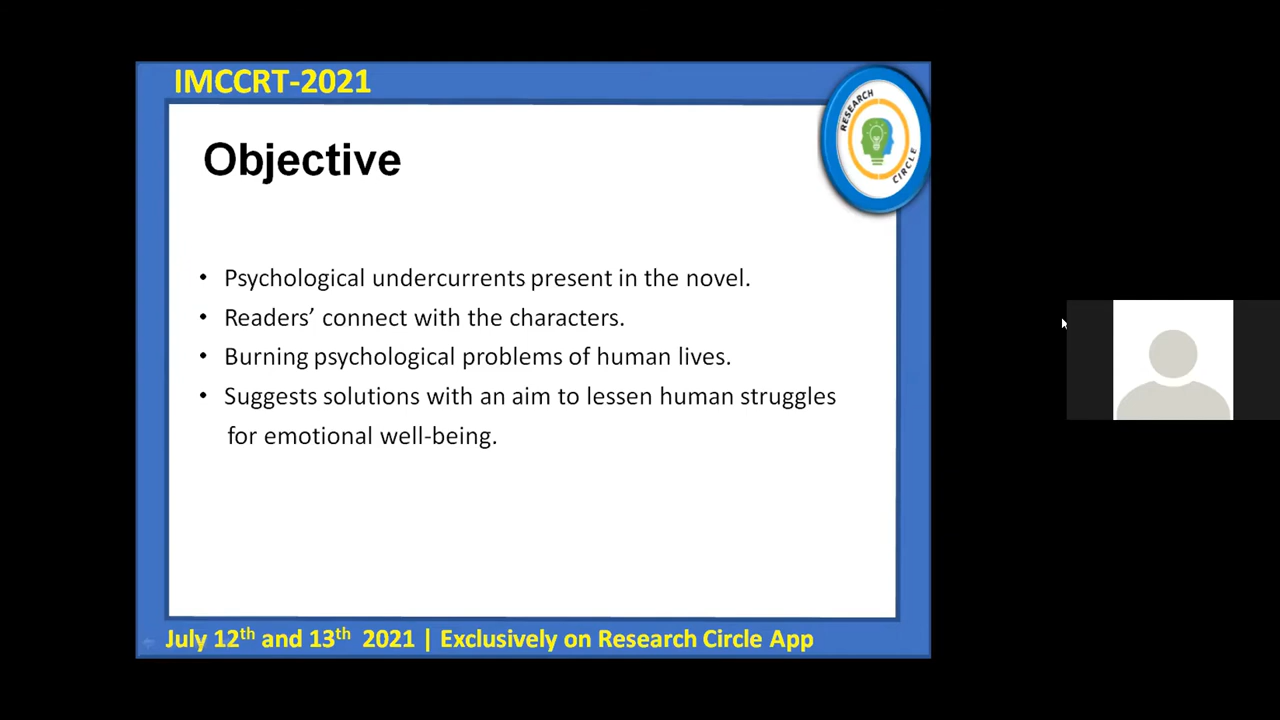 IMCCRT-2021
RESEARCH
CIRCLE
Objective
• Psychological undercurrents present in the novel.
• Readers’ connect with the characters.
• Burning psychological problems of human lives.
• Suggests solutions with an aim to lessen human struggles
for emotional well-being.
July 12th and 13th 2021 | Exclusively on Research Circle App